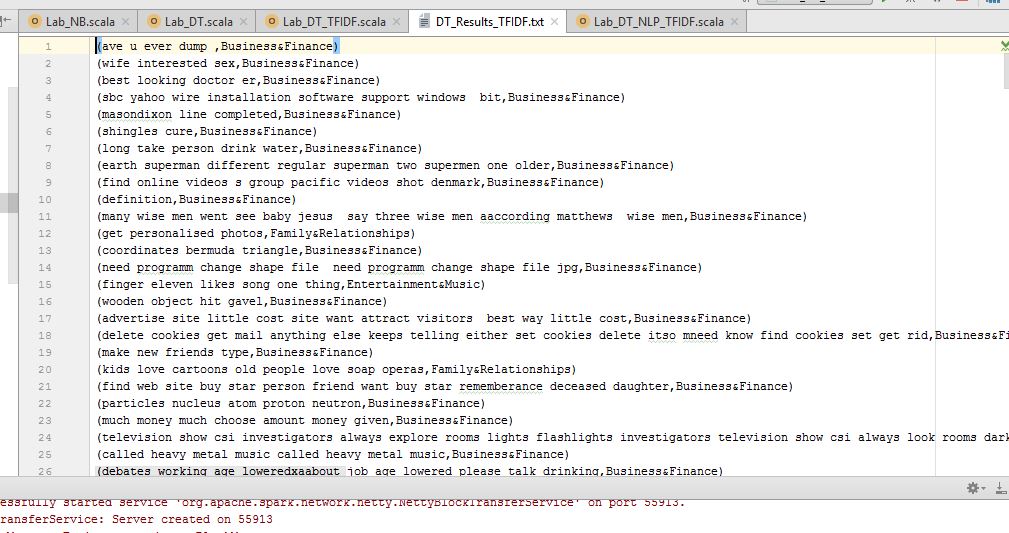 Lab_NB.scala Lab_DT.scala Lab_DT_TFIDF.scala DT_Results_TFIDF.txt Lab_DT_NLP_TFIDF.scala
1 (ave u ever dump ,Business&Finance)
2 (wife interested sex,Business&Finance)
3 (best looking doctor er,Business&Finance)
4 (sbc yahoo wire installation software support windows  bit,Business&Finance)
5 (masondixon line completed,Business&Finance)
6 (shingles cure,Business&Finance)
7 (long take person drink water,Business&Finance)
8 (earth superman different regular superman two supermen one older,Business&Finance)
9 (find online videos s group pacific videos shot denmark,Business&Finance)
10 (definition,Business&Finance)
11 (many wise men went see baby jesus  say three wise men aaccording matthews  wise men,Business&Finance)
12 (get personalised photos,Family&Relationships)
13 (coordinates bermuda triangle,Business&Finance)
14 (need programm change shape file  need programm change shape file jpg,Business&Finance)
15 (finger eleven likes song one thing,Entertainment&Music)
16 (wooden object hit gavel,Business&Finance)
17 (advertise site little cost site want attract visitors  best way little cost,Business&Finance)
18 (delete cookies get mail anything else keeps telling either set cookies delete itso mneed know find cookies set get rid,Business&Fi
19 (make new friends type,Business&Finance)
20 (kids love cartoons old people love soap operas,Family&Relationships)
21 (find web site buy star person friend want buy star rememberance deceased daughter,Business&Finance)
22 (particles nucleus atom proton neutron,Business&Finance)
23 (much money much choose amount money given,Business&Finance)
24 (television show csi investigators always explore rooms lights flashlights investigators television show csi always look rooms dark
25 (called heavy metal music called heavy metal music,Business&Finance)
26 (debates working age loweredxaabout job age lowered please talk drinking,Business&Finance)
essfully started service 'org.apache.spark.network.netty.NettyBlockTransferService' on port 55913.
ransferService: Server created on 55913